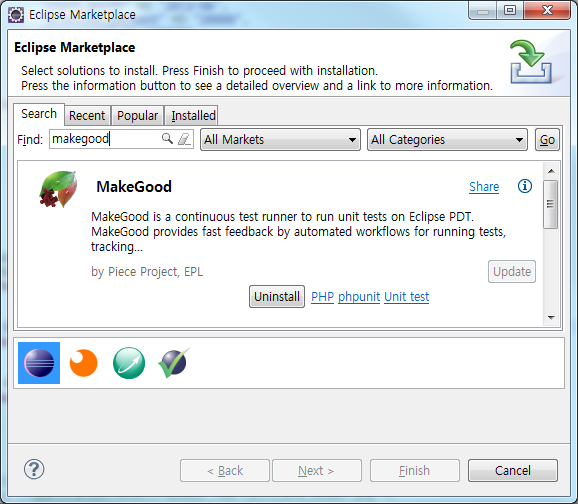 Eclipse Marketplace
Eclipse Marketplace
Select solutions to install. Press Finish to proceed with installation.
Press the information button to see a detailed overview and a link to more information.
Search Recent Popular Installed
Find: makegood All Markets All Categories Go
MakeGood Share
MakeGood is a continuous test runner to run unit tests on Eclipse PDT.
MakeGood provides fast feedback by automated workflows for running tests,
tracking...
by Piece Project, EPL Update
Uninstall PHP phpunit Unit test
? < Back Next > Finish Cancel